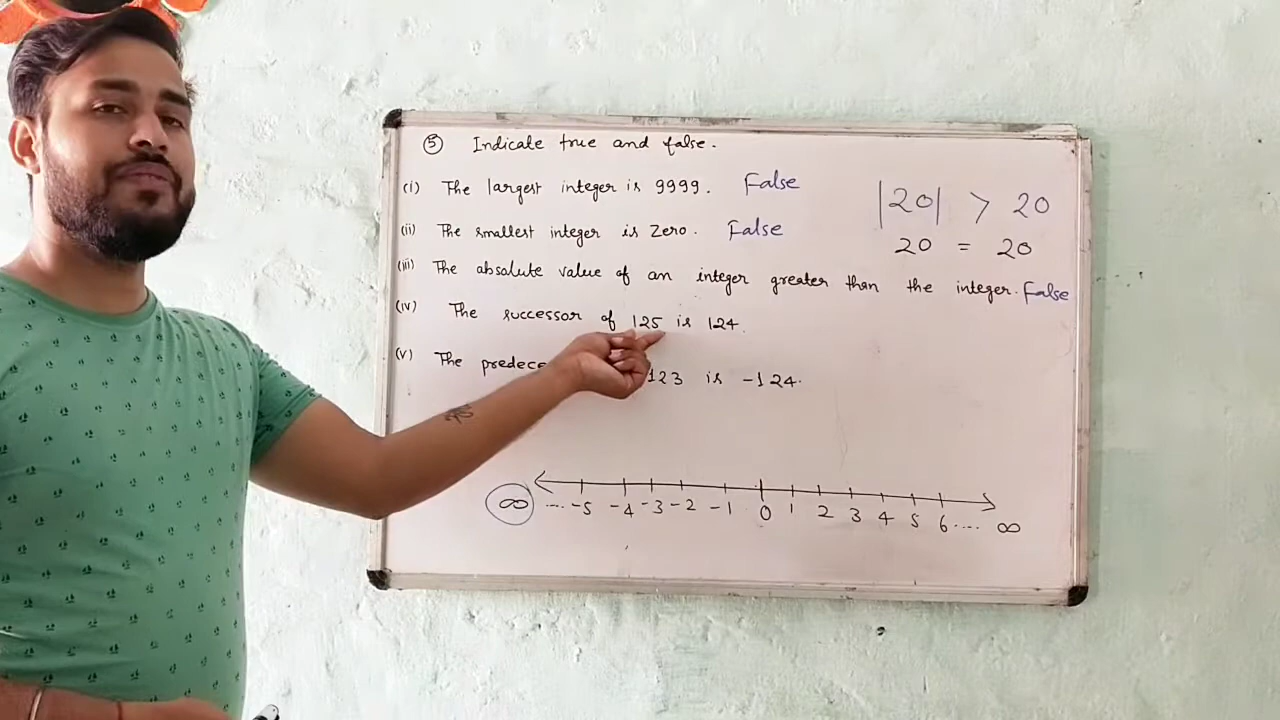 ⑤ Indicate true and false.
(i) The largest integer is 9999. False
|20| > 20
(ii) The smallest integer is Zero. False
20 = 20
(iii) The absolute value of an integer greater than the integer. False
(iv) The successor of 125 is 124.
(v) The 123 is -124.
∞ .... -5 -4 -3 -2 -1 0 1 2 3 4 5 6 .... ∞